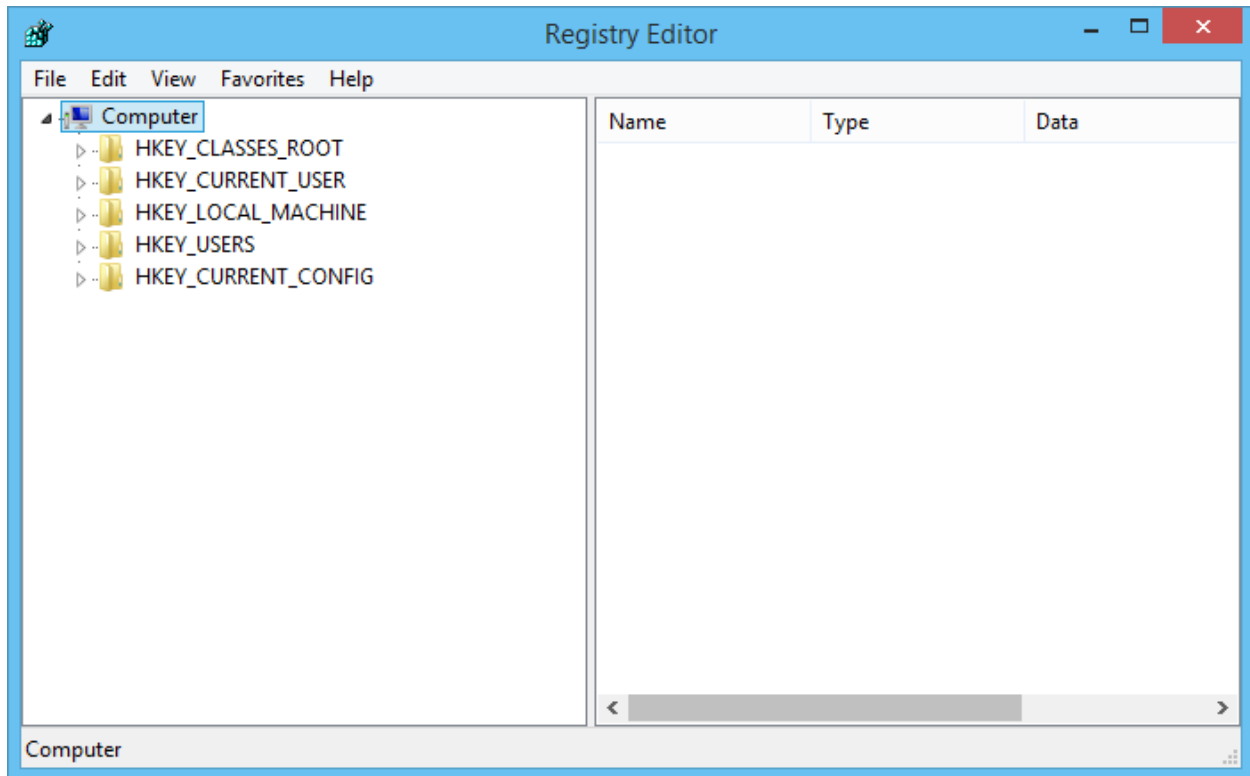 Registry Editor
File Edit View Favorites Help
Computer
HKEY_CLASSES_ROOT
HKEY_CURRENT_USER
HKEY_LOCAL_MACHINE
HKEY_USERS
HKEY_CURRENT_CONFIG
Name Type Data
Computer